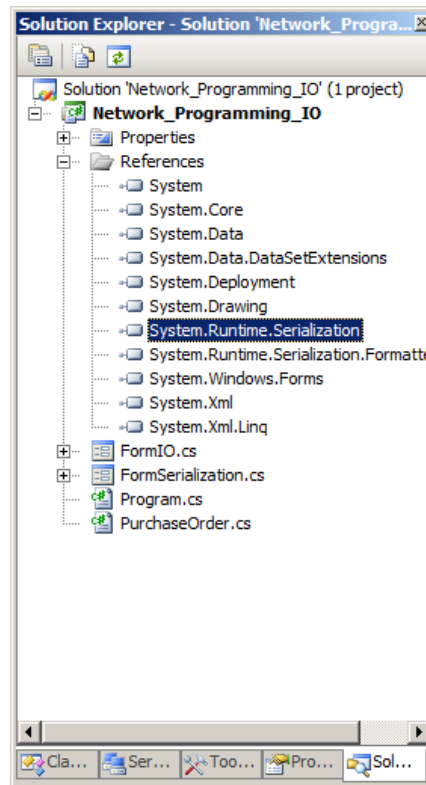 Solution Explorer - Solution 'Network_Progra...
Solution 'Network_Programming_IO' (1 project)
Network_Programming_IO
Properties
References
System
System.Core
System.Data
System.Data.DataSetExtensions
System.Deployment
System.Drawing
System.Runtime.Serialization
System.Runtime.Serialization.Formatte
System.Windows.Forms
System.Xml
System.Xml.Linq
FormIO.cs
FormSerialization.cs
Program.cs
PurchaseOrder.cs
Cla... Ser... Too... Pro... Sol...